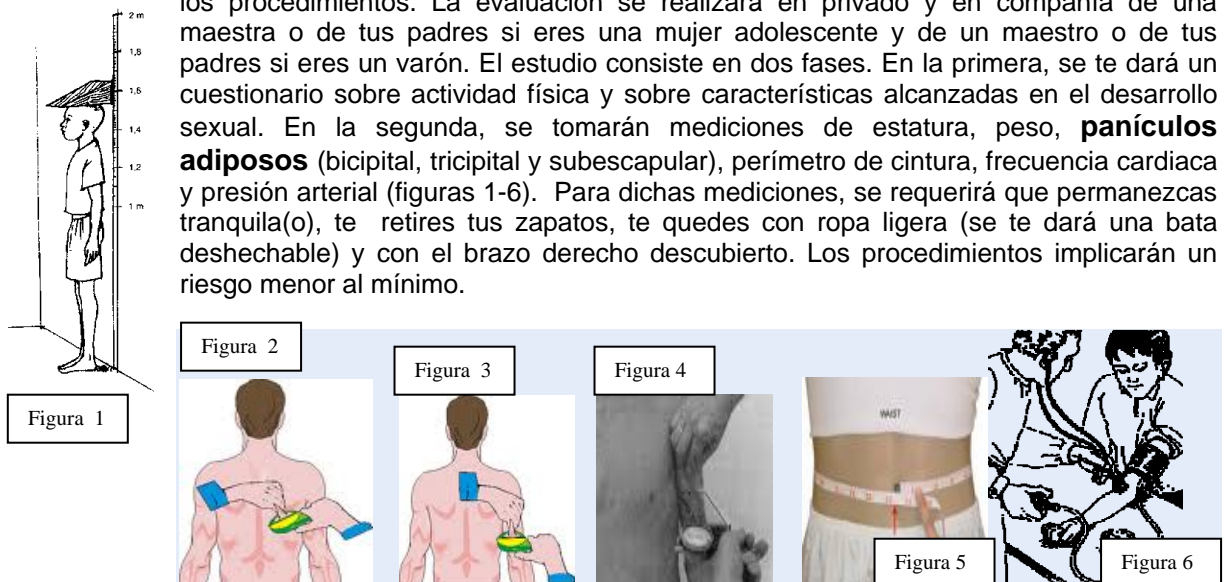 los procedimientos. La evaluación se realizará en privado y en compañía de una
maestra o de tus padres si eres una mujer adolescente y de un maestro o de tus
padres si eres un varón. El estudio consiste en dos fases. En la primera, se te dará un
cuestionario sobre actividad física y sobre características alcanzadas en el desarrollo
sexual. En la segunda, se tomarán mediciones de estatura, peso, panículos
adiposos (bicipital, tricipital y subescapular), perímetro de cintura, frecuencia cardiaca
y presión arterial (figuras 1-6). Para dichas mediciones, se requerirá que permanezcas
tranquila(o), te retires tus zapatos, te quedes con ropa ligera (se te dará una bata
deshechable) y con el brazo derecho descubierto. Los procedimientos implicarán un
riesgo menor al mínimo.
2 m
1,8
1,6
1,4
1,2
1 m
Figura 1
Figura 2
Figura 3
Figura 4
WAIST
Figura 5
Figura 6